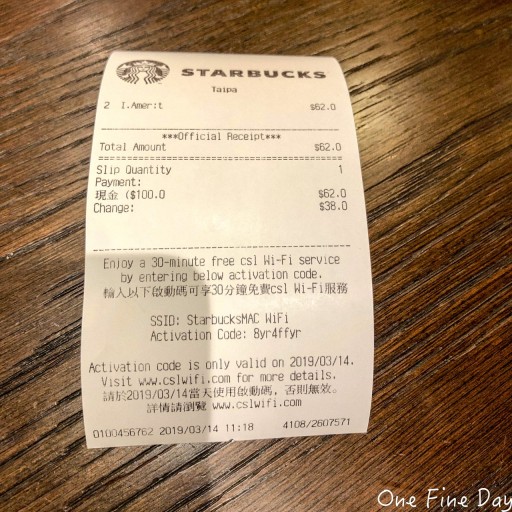 STARBUCKS
Taipa
2 I.Amer:t $62.0
***Official Receipt***
Total Amount $62.0
Slip Quantity 1
Payment:
現金 ($100.0 $62.0
Change: $38.0
Enjoy a 30-minute free csl Wi-Fi service
by entering below activation code.
輸入以下啟動碼可享30分鐘免費csl Wi-Fi服務
SSID: StarbucksMAC WiFi
Activation Code: 8yr4ffyr
Activation code is only valid on 2019/03/14.
Visit www.cslwifi.com for more details.
請於2019/03/14當天使用啟動碼，否則無效。
詳情請瀏覽 www.cslwifi.com
0100456762 2019/03/14 11:18 4108/2607571
One Fine Day